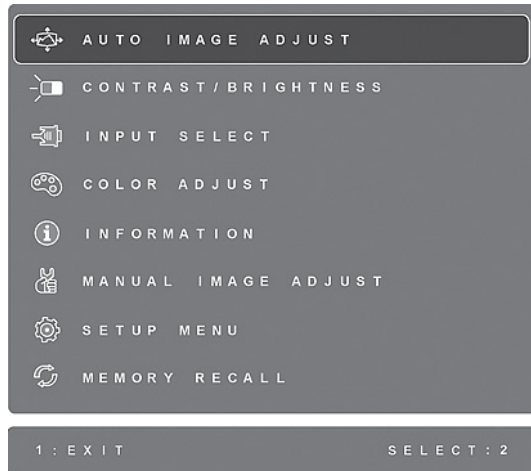 AUTO IMAGE ADJUST
CONTRAST/BRIGHTNESS
INPUT SELECT
COLOR ADJUST
INFORMATION
MANUAL IMAGE ADJUST
SETUP MENU
MEMORY RECALL
1:EXIT SELECT:2